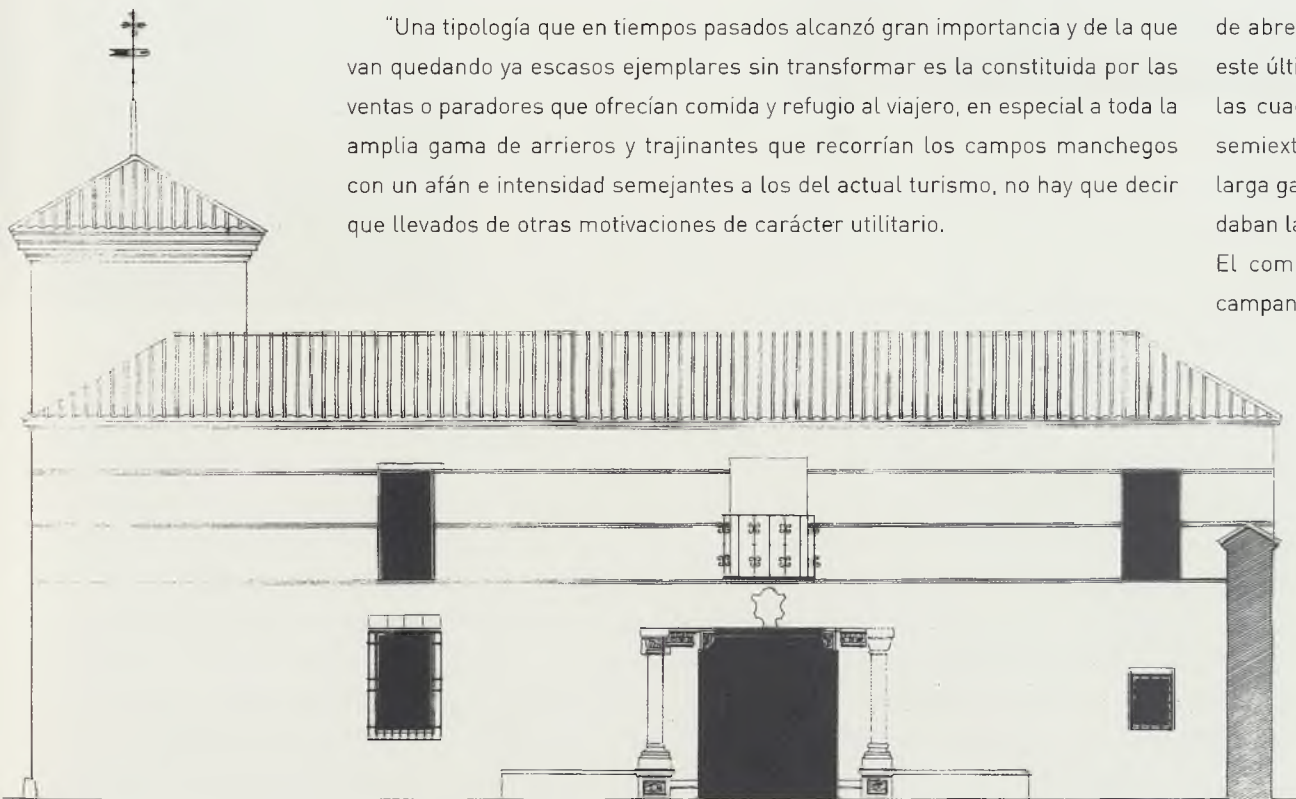 “Una tipología que en tiempos pasados alcanzó gran importancia y de la que
van quedando ya escasos ejemplares sin transformar es la constituida por las
ventas o paradores que ofrecían comida y refugio al viajero, en especial a toda la
amplia gama de arrieros y trajinantes que recorrían los campos manchegos
con un afán e intensidad semejantes a los del actual turismo, no hay que decir
que llevados de otras motivaciones de carácter utilitario.
de abre
este últi
las cua
semiext
larga ga
daban la
El com
campan